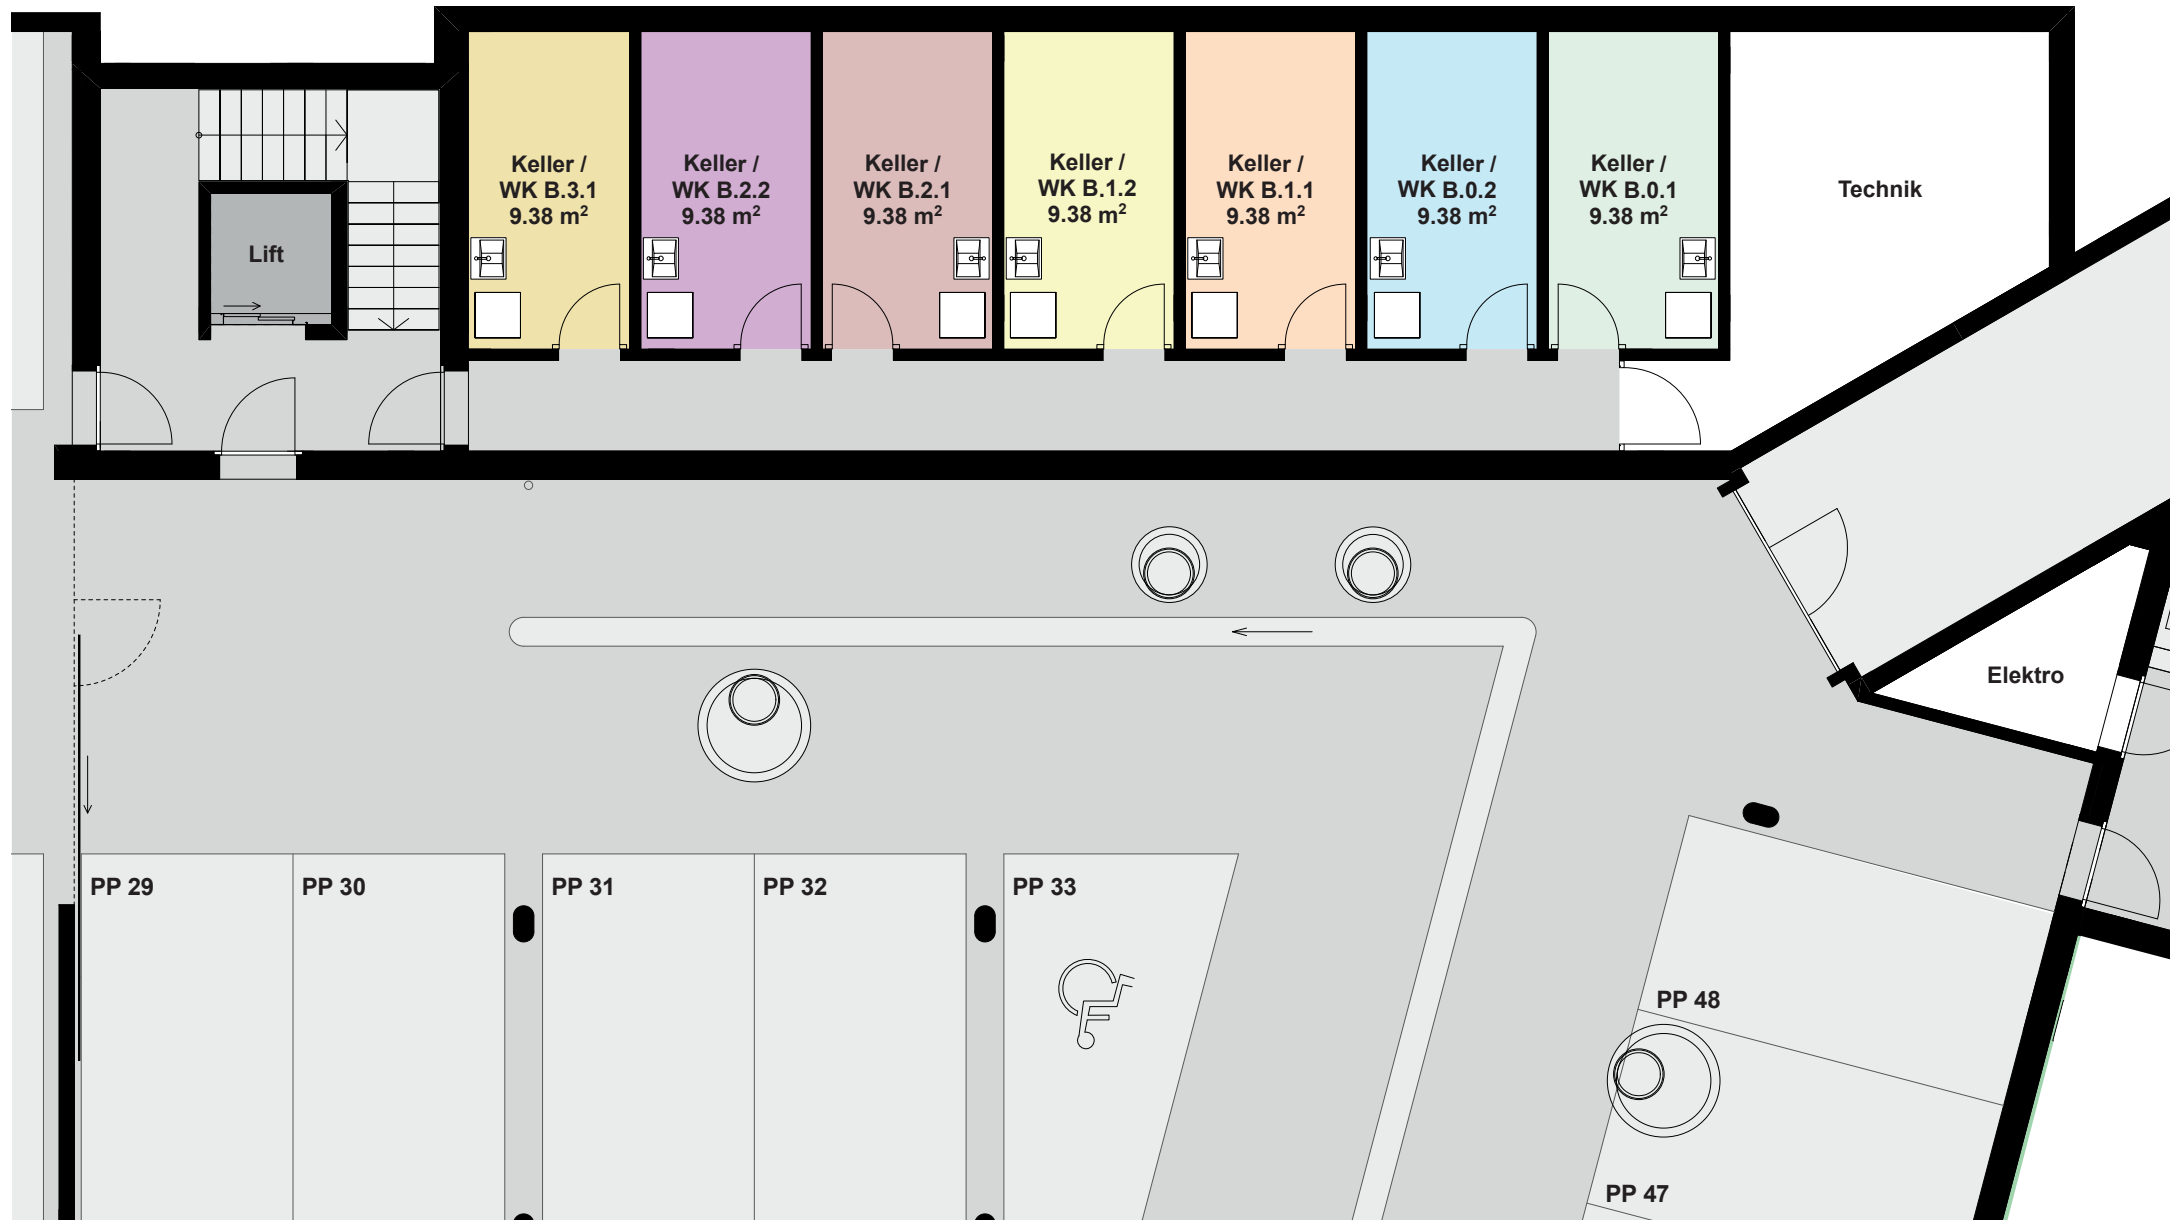 Keller /
WK B.3.1
9.38 m²
Keller /
WK B.2.2
9.38 m²
Keller /
WK B.2.1
9.38 m²
Keller /
WK B.1.2
9.38 m²
Keller /
WK B.1.1
9.38 m²
Keller /
WK B.0.2
9.38 m²
Keller /
WK B.0.1
9.38 m²
Technik
Lift
Elektro
PP 29
PP 30
PP 31
PP 32
PP 33
PP 48
PP 47